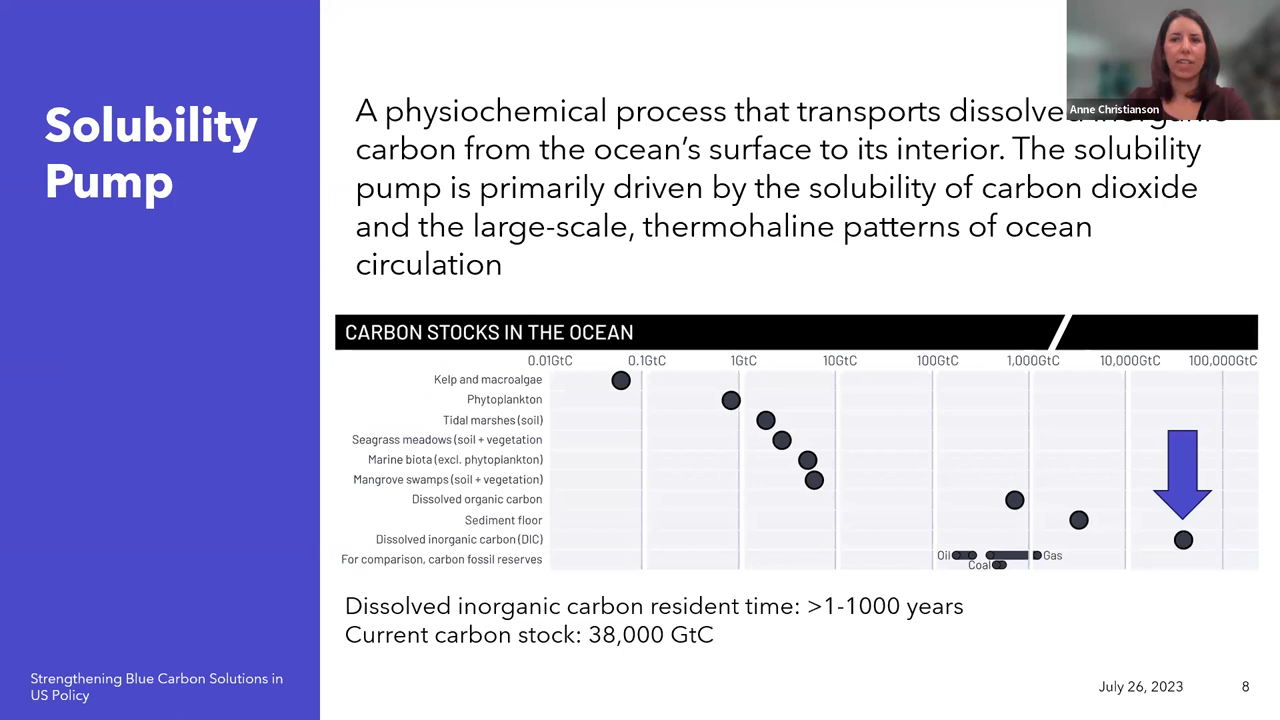 Solubility
Pump
Anne Christianson
A physiochemical process that transports dissolved inorganic
carbon from the ocean's surface to its interior. The solubility
pump is primarily driven by the solubility of carbon dioxide
and the large-scale, thermohaline patterns of ocean
circulation
CARBON STOCKS IN THE OCEAN
0.01GtC 0.1GtC 1GtC 10GtC 100GtC 1,000GtC 10,000GtC 100,000GtC
Kelp and macroalgae
Phytoplankton
Tidal marshes (soil)
Seagrass meadows (soil + vegetation
Marine biota (excl. phytoplankton)
Mangrove swamps (soil + vegetation)
Dissolved organic carbon
Sediment floor
Dissolved inorganic carbon (DIC)
For comparison, carbon fossil reserves
Oil Gas
Coal
Dissolved inorganic carbon resident time: >1-1000 years
Current carbon stock: 38,000 GtC
Strengthening Blue Carbon Solutions in
US Policy
July 26, 2023 8